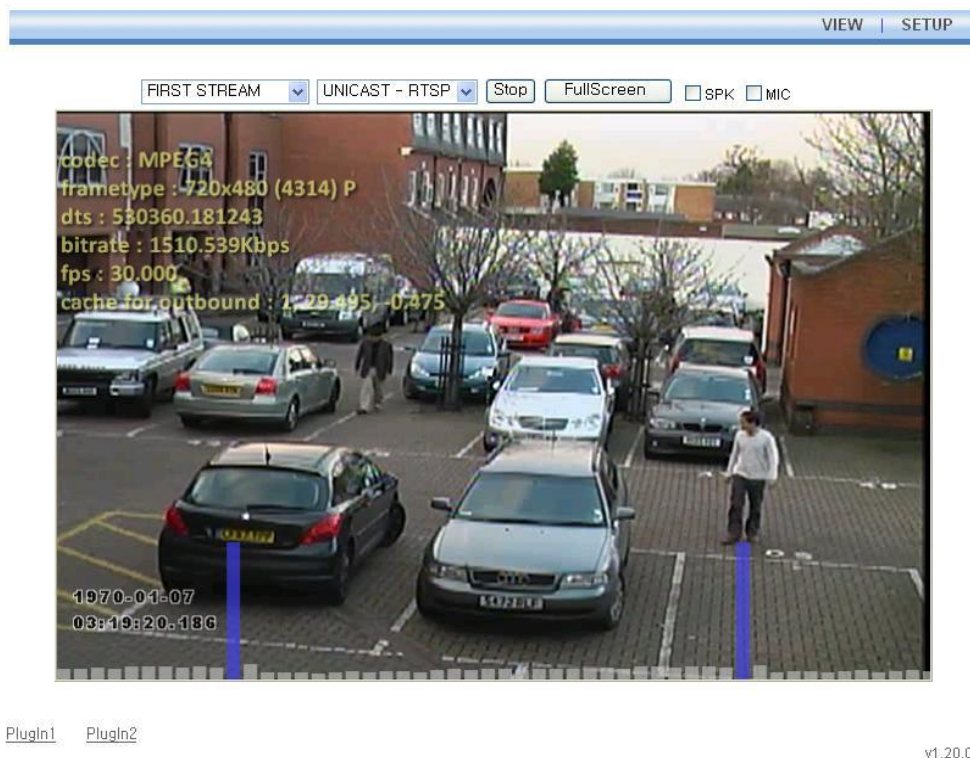 VIEW | SETUP
FIRST STREAM UNICAST - RTSP Stop FullScreen SPK MIC
codec : MPEG4
frametype : 720x480 (4314) P
dts : 530360.181243
bitrate : 1510.539Kbps
fps : 30.000
cache for outbound : 1, 29.495, -0.475
S472 RLF
1970-01-07
03:19:20.186
PlugIn1 PlugIn2
v1.20.0